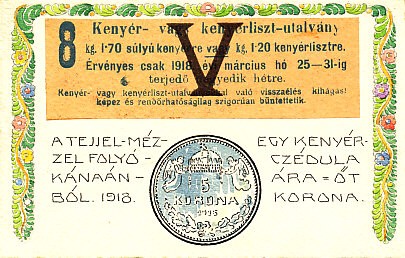 8
Kenyér- vagy kenyérliszt-utalvány
kg. 1·70 súlyú kenyérre vagy kg. 1·20 kenyérlisztre.
Érvényes csak 1918. évi március hó 25—31-ig
terjedő negyedik hétre.
Kenyér- vagy kenyérliszt-utalvánnyal való visszaélés kihágást
képez és rendőrhatóságilag szigorúan büntettetik.
V
A TEJJEL-MÉZ-
ZEL FOLYÓ-
KÁNAÁN-
BÓL. 1918.
EGY KENYÉR-
CZÉDULA
ÁRA = ÖT
KORONA.
5
KORONA